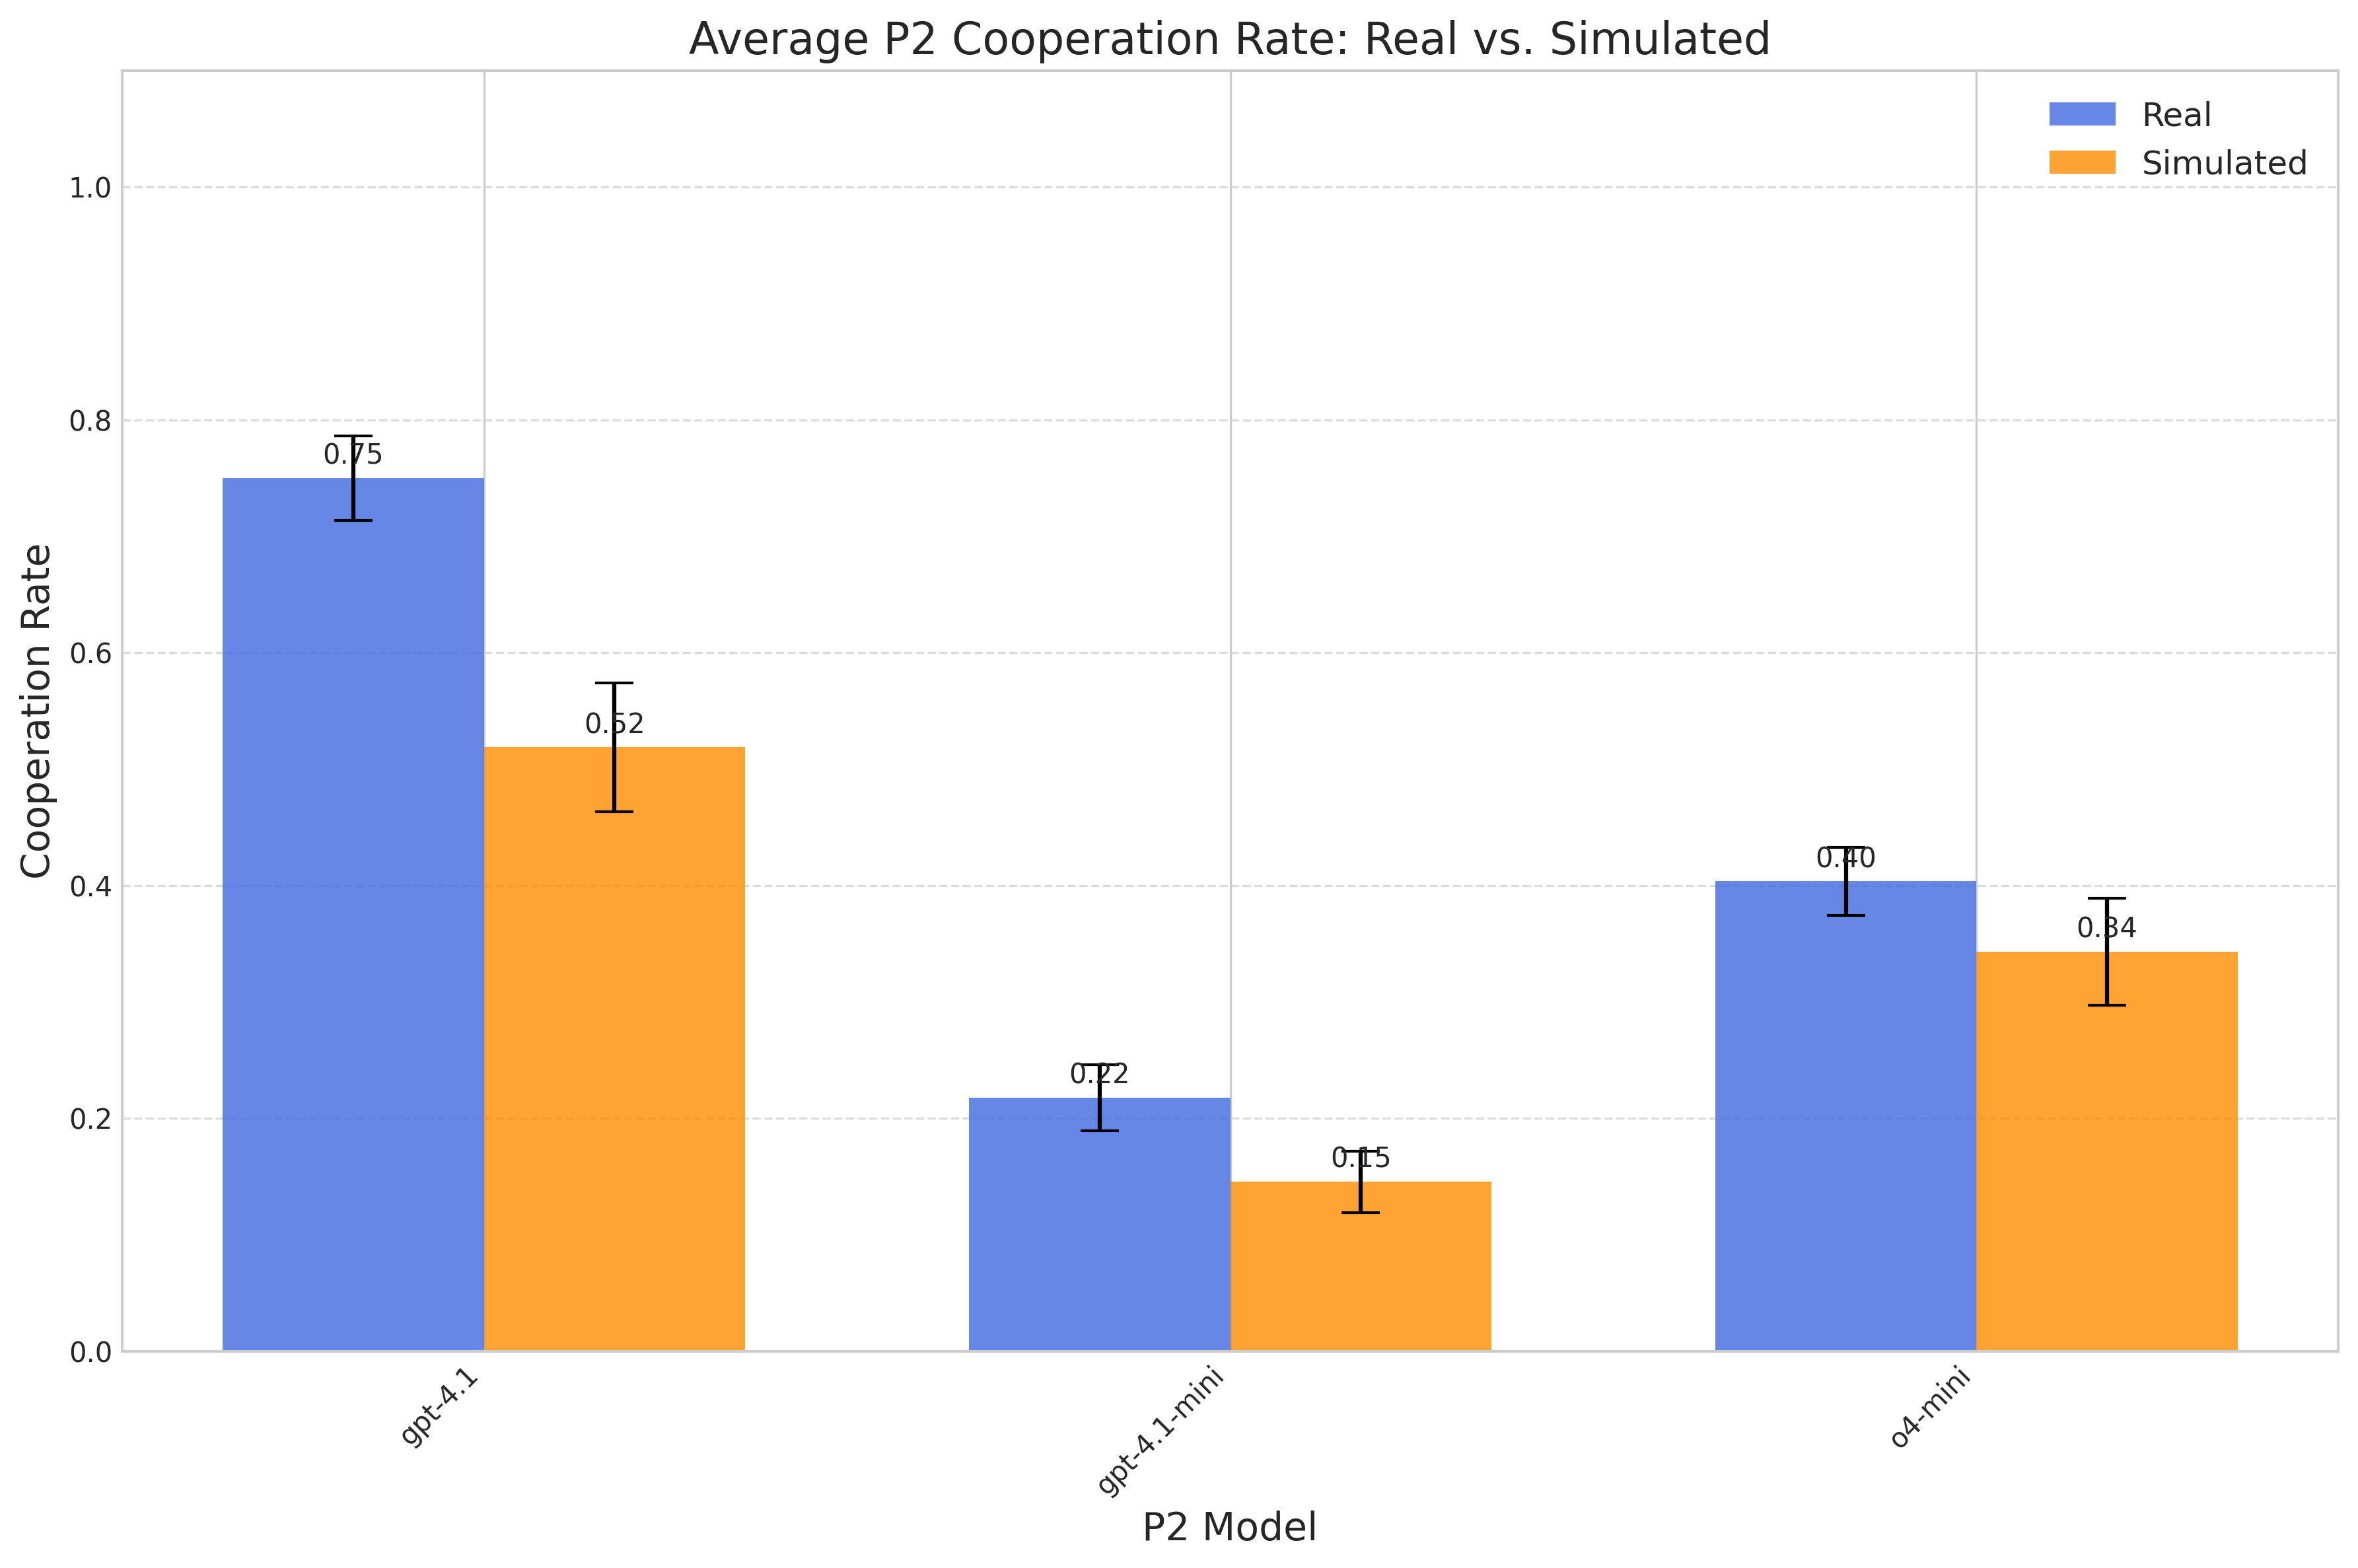 Average P2 Cooperation Rate: Real vs. Simulated
Real
Simulated
Cooperation Rate
1.0
0.8
0.6
0.4
0.2
0.0
0.75
0.52
0.22
0.15
0.40
0.34
gpt-4.1
gpt-4.1-mini
o4-mini
P2 Model